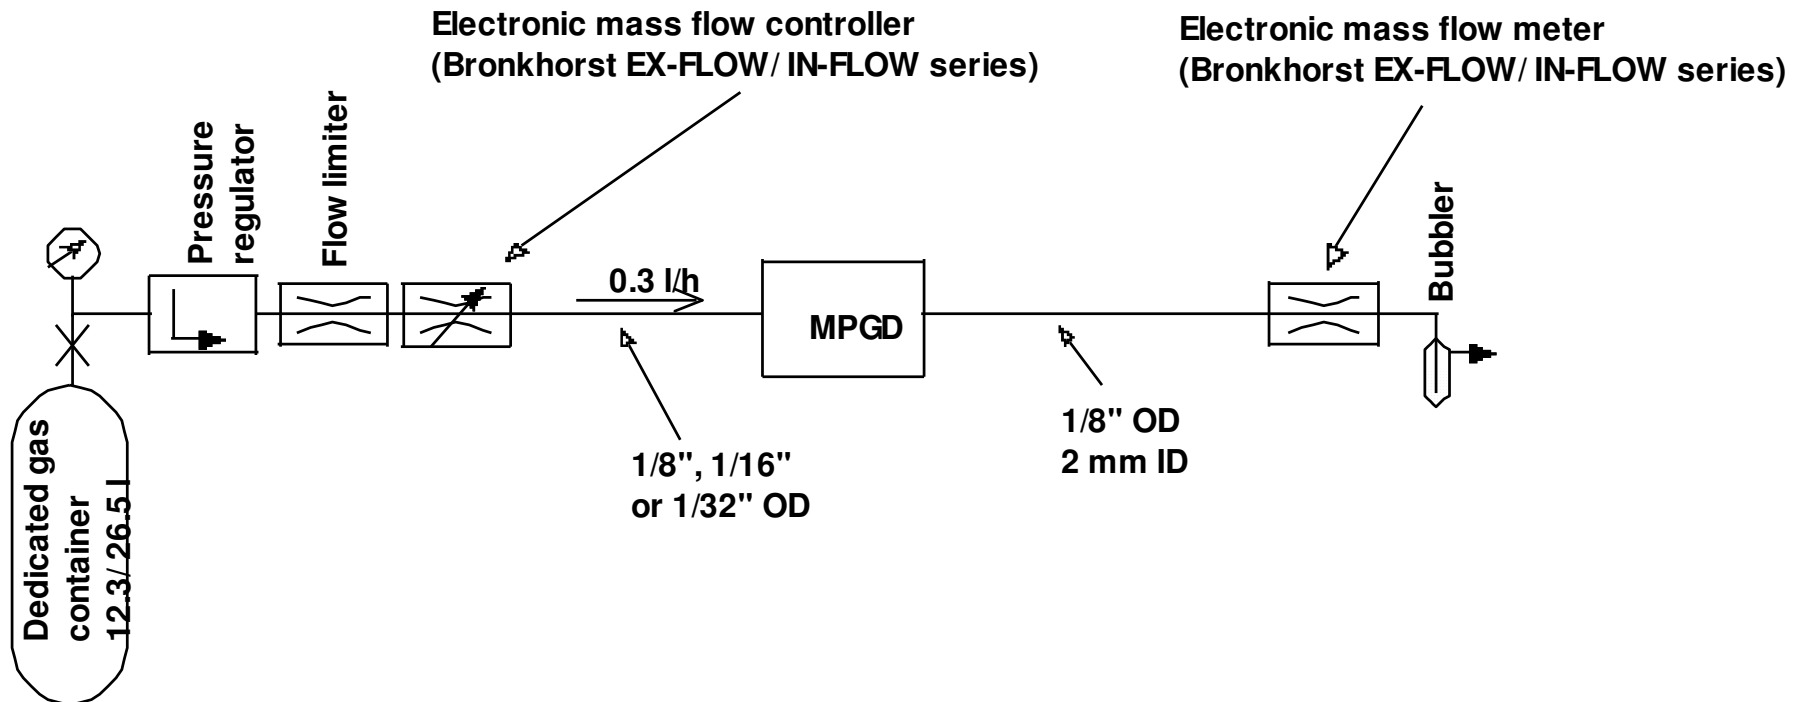 Electronic mass flow controller
(Bronkhorst EX-FLOW/ IN-FLOW series)
Electronic mass flow meter
(Bronkhorst EX-FLOW/ IN-FLOW series)
Pressure
regulator
Flow limiter
Bubbler
0.3 l/h
MPGD
1/8", 1/16"
or 1/32" OD
1/8" OD
2 mm ID
Dedicated gas
container
12.3/ 26.5 l